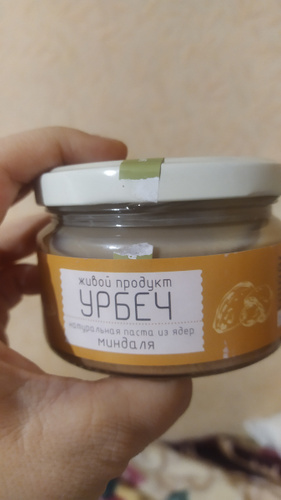 живой продукт
УРБЕЧ
натуральная паста из ядер
миндаля